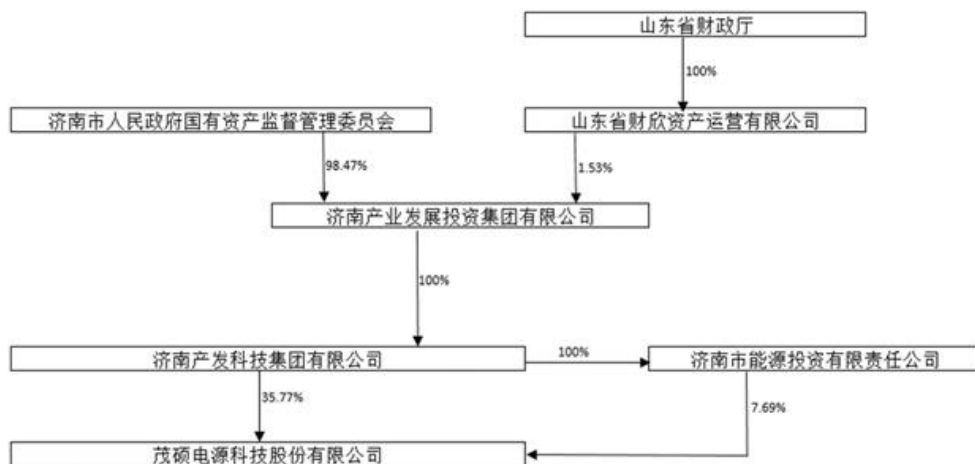 山东省财政厅
100%
济南市人民政府国有资产监督管理委员会
山东省财欣资产运营有限公司
98.47%
1.53%
济南产业发展投资集团有限公司
100%
济南产发科技集团有限公司
100%
济南市能源投资有限责任公司
35.77%
7.69%
茂硕电源科技股份有限公司